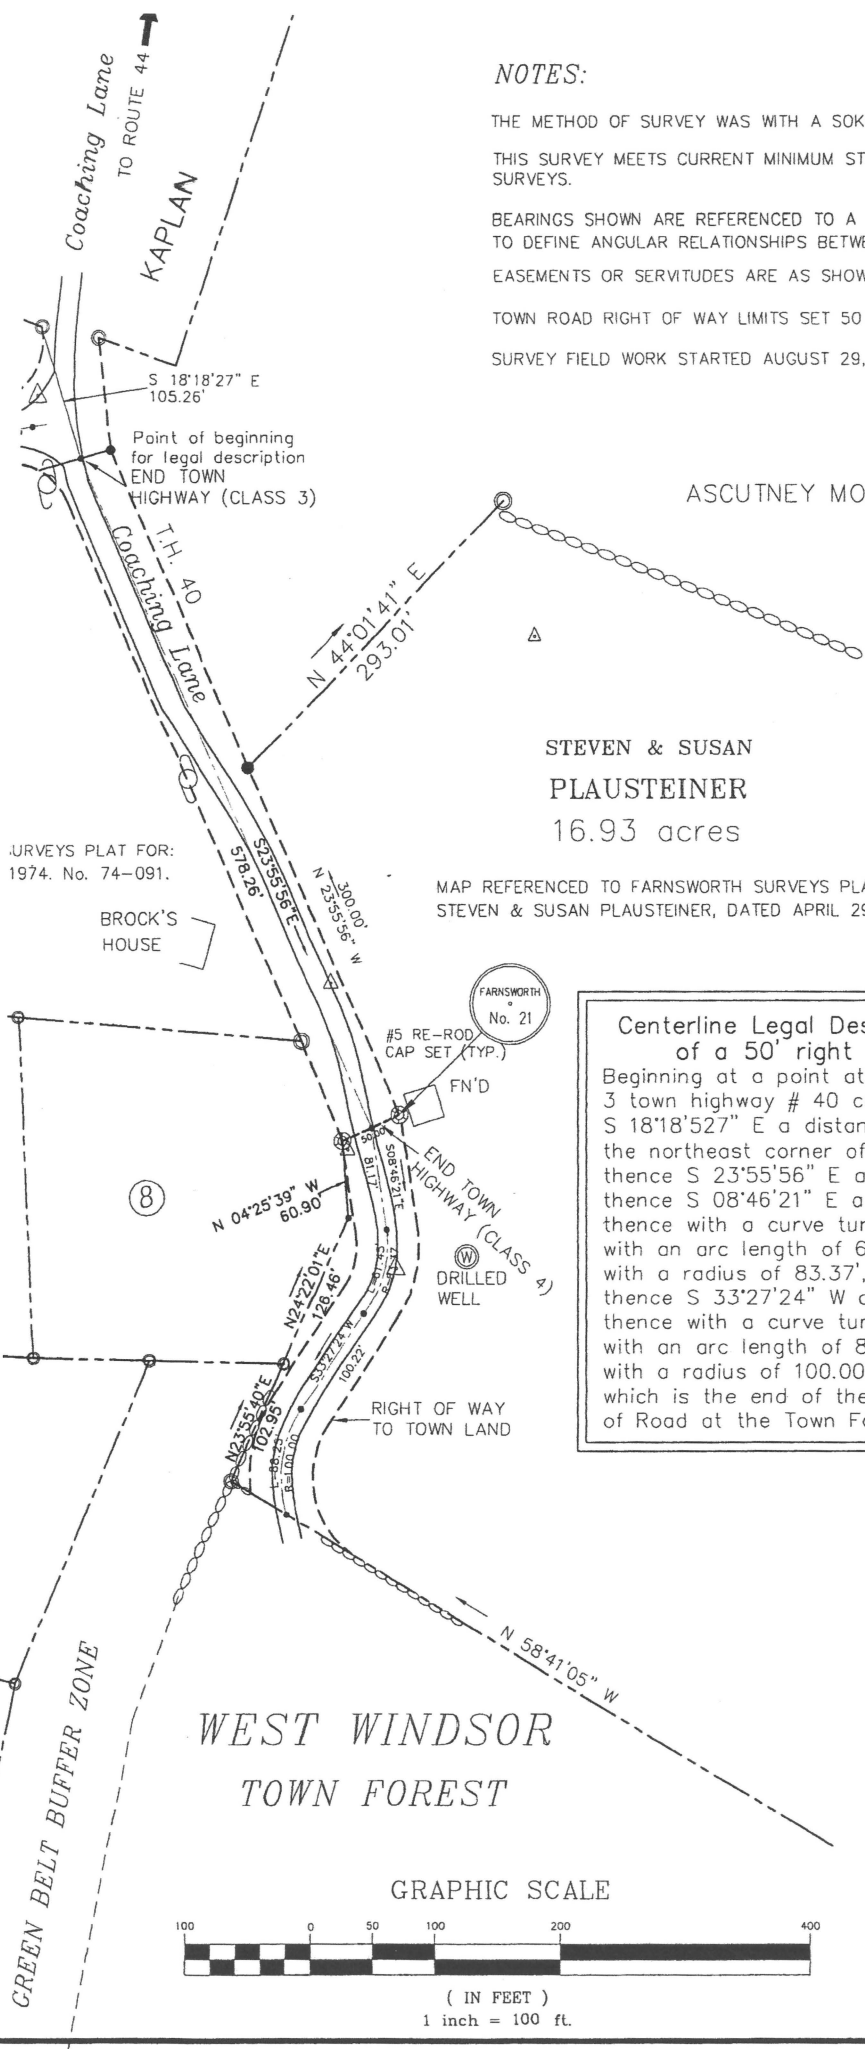 Coaching Lane
TO ROUTE 44
KAPLAN
NOTES:
THE METHOD OF SURVEY WAS WITH A SOK
THIS SURVEY MEETS CURRENT MINIMUM ST
SURVEYS.
BEARINGS SHOWN ARE REFERENCED TO A
TO DEFINE ANGULAR RELATIONSHIPS BETWE
EASEMENTS OR SERVITUDES ARE AS SHOW
TOWN ROAD RIGHT OF WAY LIMITS SET 50
SURVEY FIELD WORK STARTED AUGUST 29,
S 18°18'27" E
105.26'
Point of beginning
for legal description
END TOWN
HIGHWAY (CLASS 3)
ASCUTNEY MO
T.H. 40
Coaching Lane
N 44°01'41" E
293.01'
STEVEN & SUSAN
PLAUSTEINER
16.93 acres
URVEYS PLAT FOR:
1974. No. 74-091.
MAP REFERENCED TO FARNSWORTH SURVEYS PLA
STEVEN & SUSAN PLAUSTEINER, DATED APRIL 29
BROCK'S
HOUSE
S23°55'56"E
578.26'
300.00'
N 23°55'56" W
FARNSWORTH
No. 21
#5 RE-ROD
CAP SET (TYP.)
FN'D
50.00'
END TOWN
HIGHWAY (CLASS 4)
S08°46'21"E
81.17'
8
N 04°25'39" W
60.90'
W
DRILLED
WELL
N24°22'01"E
126.46'
S33°27'24"W
100.22'
RIGHT OF WAY
TO TOWN LAND
N23°55'40"E
102.95'
L=88.23'
R=100.00
Centerline Legal Des
of a 50' right
Beginning at a point at
3 town highway # 40 c
S 18°18'527" E a distan
the northeast corner of
thence S 23°55'56" E a
thence S 08°46'21" E a
thence with a curve tur
with an arc length of 6
with a radius of 83.37',
thence S 33°27'24" W a
thence with a curve tur
with an arc length of 8
with a radius of 100.00
which is the end of the
of Road at the Town Fo
N 58°41'05" W
GREEN BELT BUFFER ZONE
WEST WINDSOR
TOWN FOREST
GRAPHIC SCALE
100 0 50 100 200 400
( IN FEET )
1 inch = 100 ft.